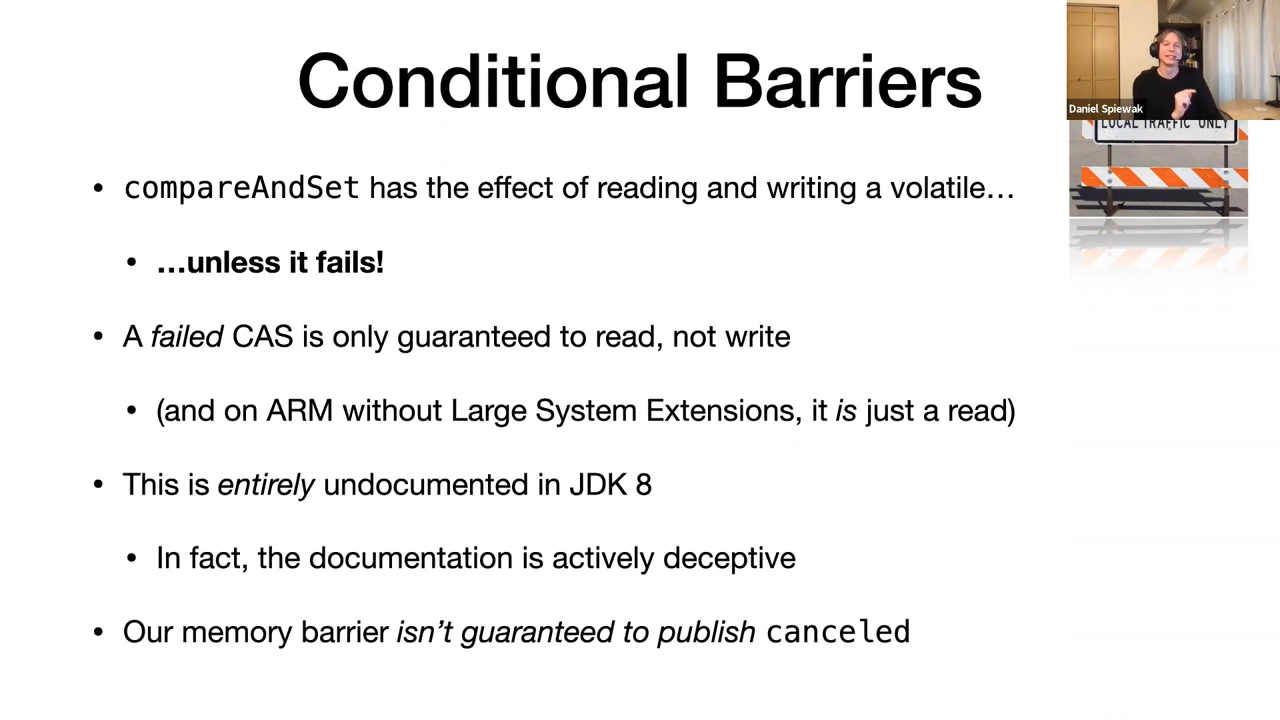 Conditional Barriers
Daniel Spiewak
LOCAL TRAFFIC ONLY
• compareAndSet has the effect of reading and writing a volatile…
• …unless it fails!
• A failed CAS is only guaranteed to read, not write
• (and on ARM without Large System Extensions, it is just a read)
• This is entirely undocumented in JDK 8
• In fact, the documentation is actively deceptive
• Our memory barrier isn’t guaranteed to publish canceled